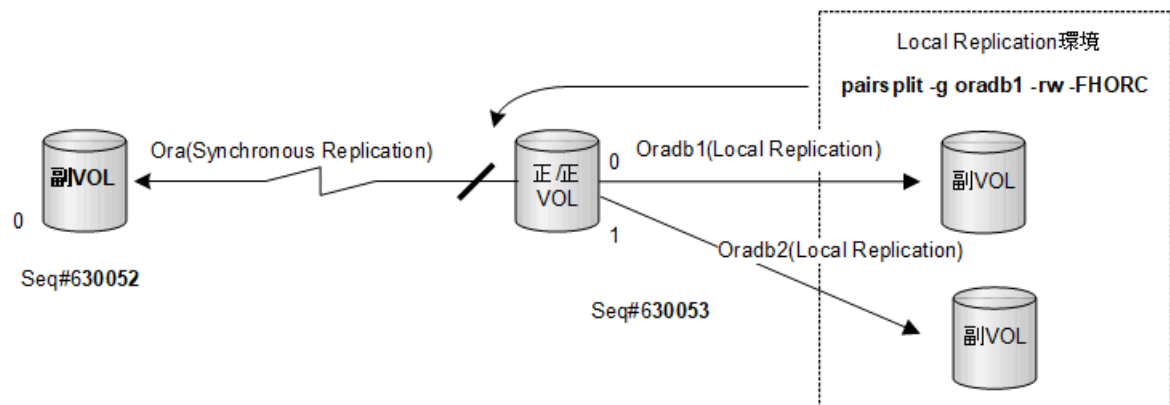 Local Replication環境
pairsplit -g oradb1 -rw -FHORC
Ora(Synchronous Replication)
副VOL
0
Seq#630052
正/正
VOL
0
1
Oradb1(Local Replication)
副VOL
Oradb2(Local Replication)
Seq#630053
副VOL